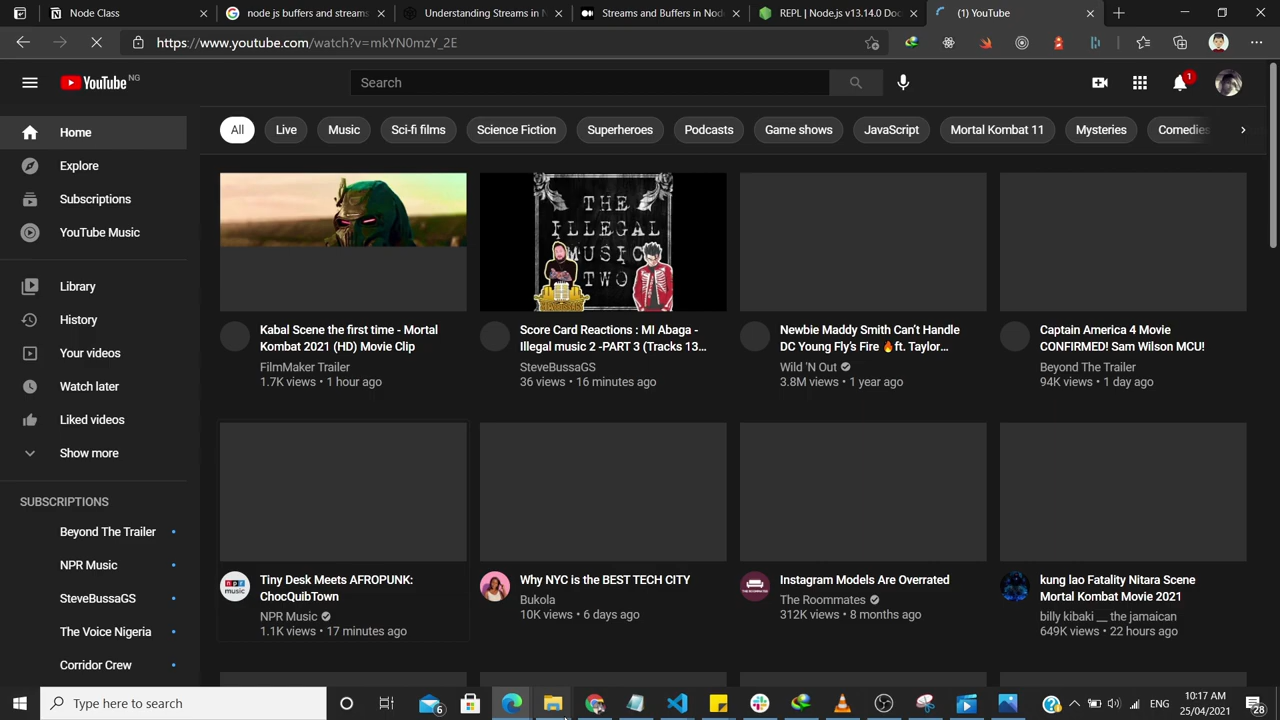 Node Class
node js buffers and streams
Understanding Streams in N
Streams and Buffers in Node
REPL | Node.js v13.14.0 Doc
(1) YouTube
https://www.youtube.com/watch?v=mkYN0mzY_2E
YouTube NG
Search
1
All
Live
Music
Sci-fi films
Science Fiction
Superheroes
Podcasts
Game shows
JavaScript
Mortal Kombat 11
Mysteries
Comedies
Home
Explore
Subscriptions
YouTube Music
Library
History
Your videos
Watch later
Liked videos
Show more
SUBSCRIPTIONS
Beyond The Trailer
NPR Music
SteveBussaGS
The Voice Nigeria
Corridor Crew
Kabal Scene the first time - Mortal
Kombat 2021 (HD) Movie Clip
FilmMaker Trailer
1.7K views • 1 hour ago
THE
ILLEGAL
MUSIC
TWO
Score Card Reactions : MI Abaga -
Illegal music 2 -PART 3 (Tracks 13...
SteveBussaGS
36 views • 16 minutes ago
Newbie Maddy Smith Can't Handle
DC Young Fly's Fire 🔥ft. Taylor...
Wild 'N Out
3.8M views • 1 year ago
Captain America 4 Movie
CONFIRMED! Sam Wilson MCU!
Beyond The Trailer
94K views • 1 day ago
npr
music
Tiny Desk Meets AFROPUNK:
ChocQuibTown
NPR Music
1.1K views • 17 minutes ago
Why NYC is the BEST TECH CITY
Bukola
10K views • 6 days ago
THE ROOMMATES
Instagram Models Are Overrated
The Roommates
312K views • 8 months ago
kung lao Fatality Nitara Scene
Mortal Kombat Movie 2021
billy kibaki __ the jamaican
649K views • 22 hours ago
Type here to search
6
ENG
10:17 AM
25/04/2021
28